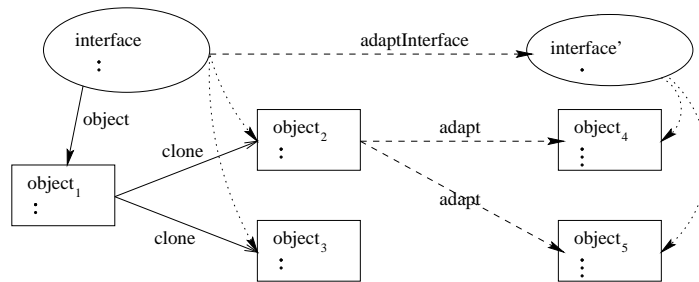 interface
adaptInterface
interface’
object
object2
adapt
object4
clone
object1
adapt
clone
object3
object5